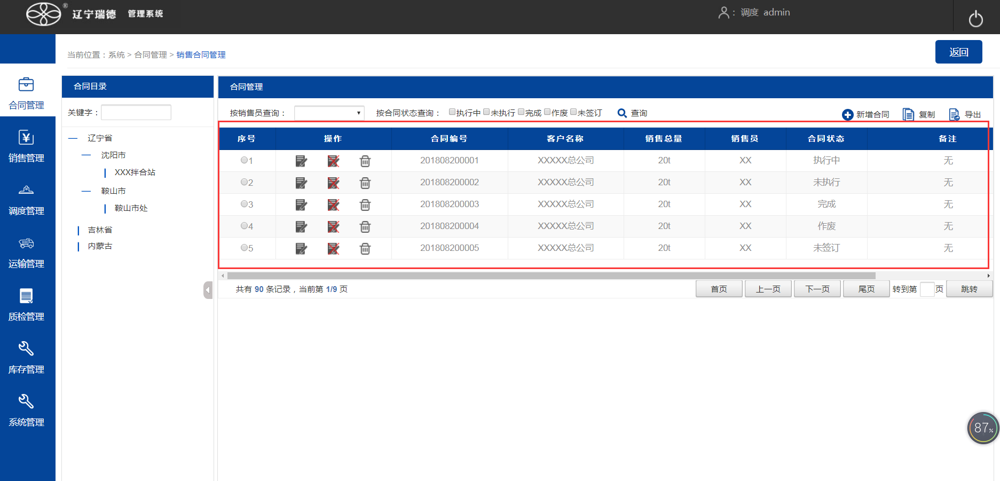 ® 辽宁瑞德 管理系统
： 调度 admin
当前位置：系统 > 合同管理 > 销售合同管理
返回
合同管理
销售管理
调度管理
运输管理
质检管理
库存管理
系统管理
合同目录
关键字：
辽宁省
沈阳市
XXX拌合站
鞍山市
鞍山市处
吉林省
内蒙古
合同管理
按销售员查询： 按合同状态查询： 执行中 未执行 完成 作废 未签订 查询 新增合同 复制 导出
序号 操作 合同编号 客户名称 销售总量 销售员 合同状态 备注
1 201808200001 XXXXX总公司 20t XX 执行中 无
2 201808200002 XXXXX总公司 20t XX 未执行 无
3 201808200003 XXXXX总公司 20t XX 完成 无
4 201808200004 XXXXX总公司 20t XX 作废 无
5 201808200005 XXXXX总公司 20t XX 未签订 无
共有 90 条记录，当前第 1/9 页 首页 上一页 下一页 尾页 转到第 页 跳转
87%